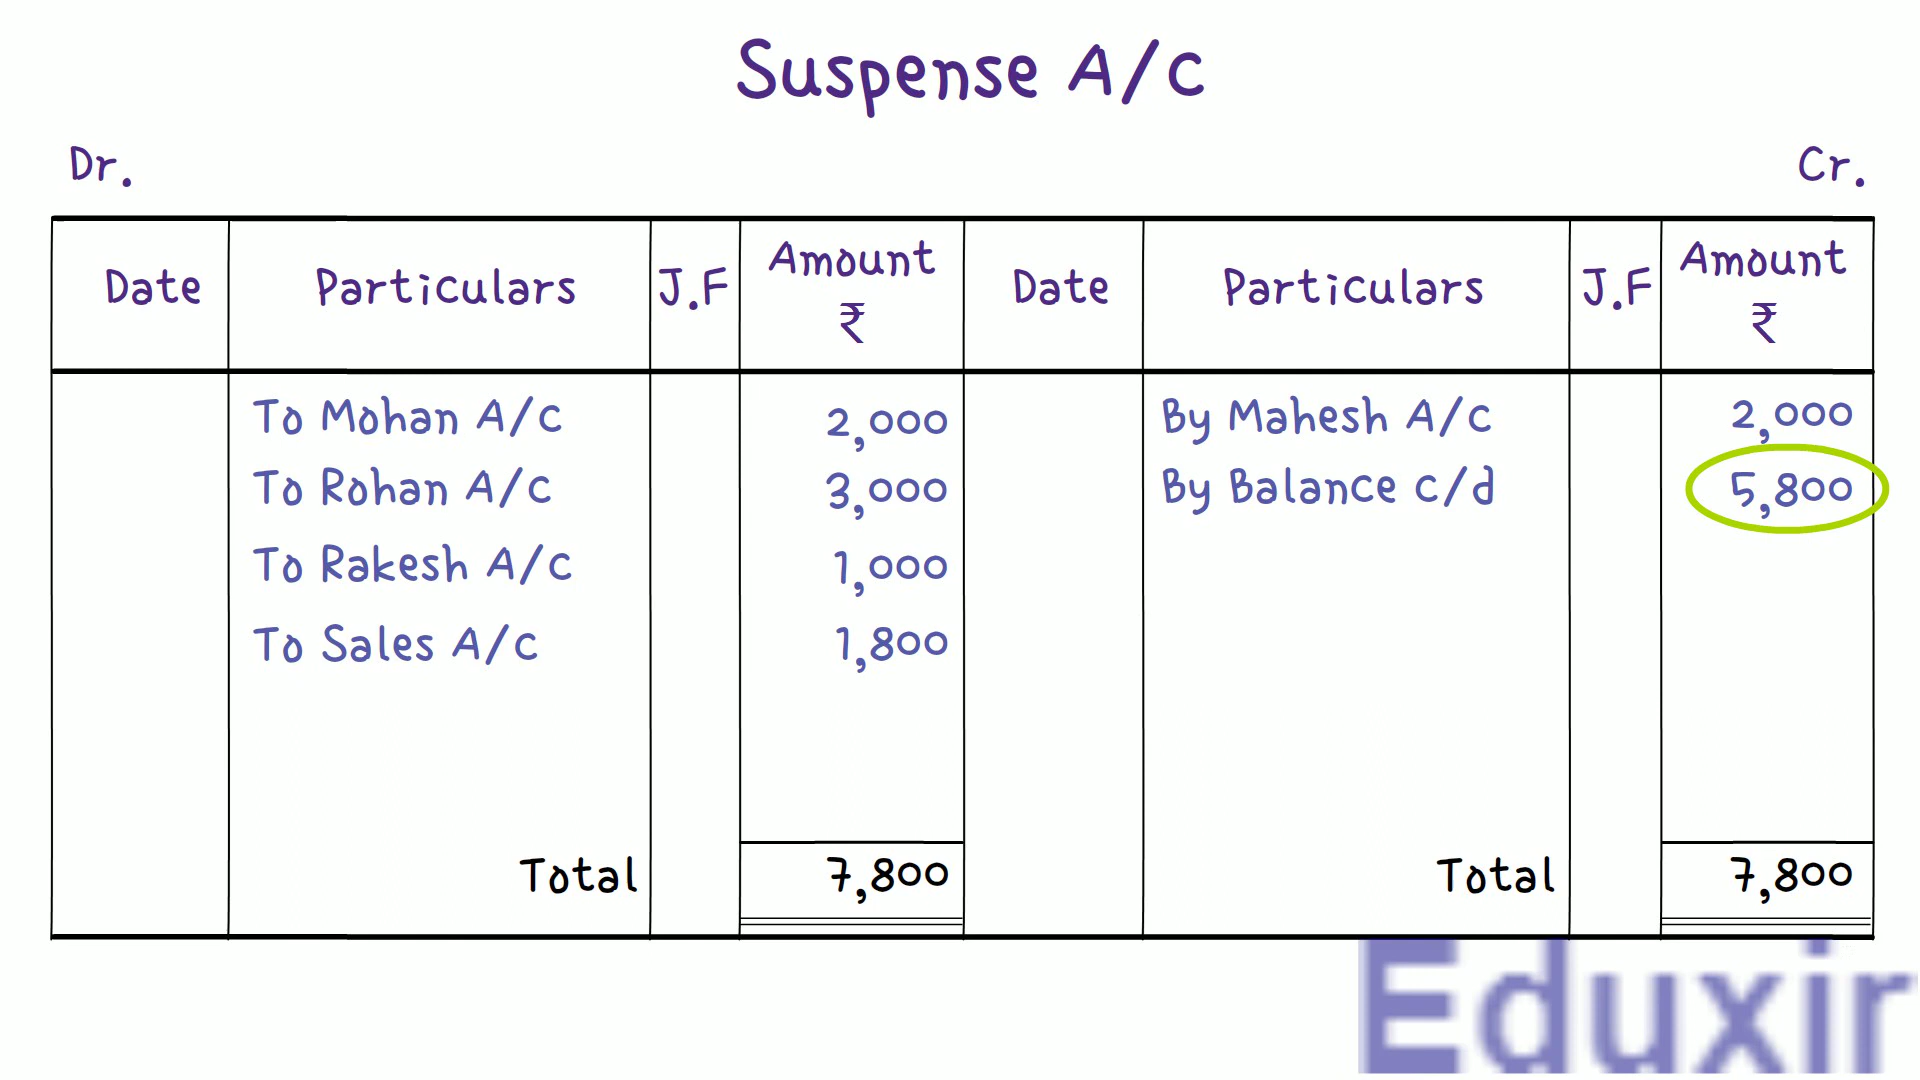 Suspense A/c
Dr. Cr.
Date Particulars J.F Amount ₹ Date Particulars J.F Amount ₹
To Mohan A/c 2,000 By Mahesh A/c 2,000
To Rohan A/c 3,000 By Balance c/d 5,800
To Rakesh A/c 1,000
To Sales A/c 1,800
Total 7,800 Total 7,800
Eduxir